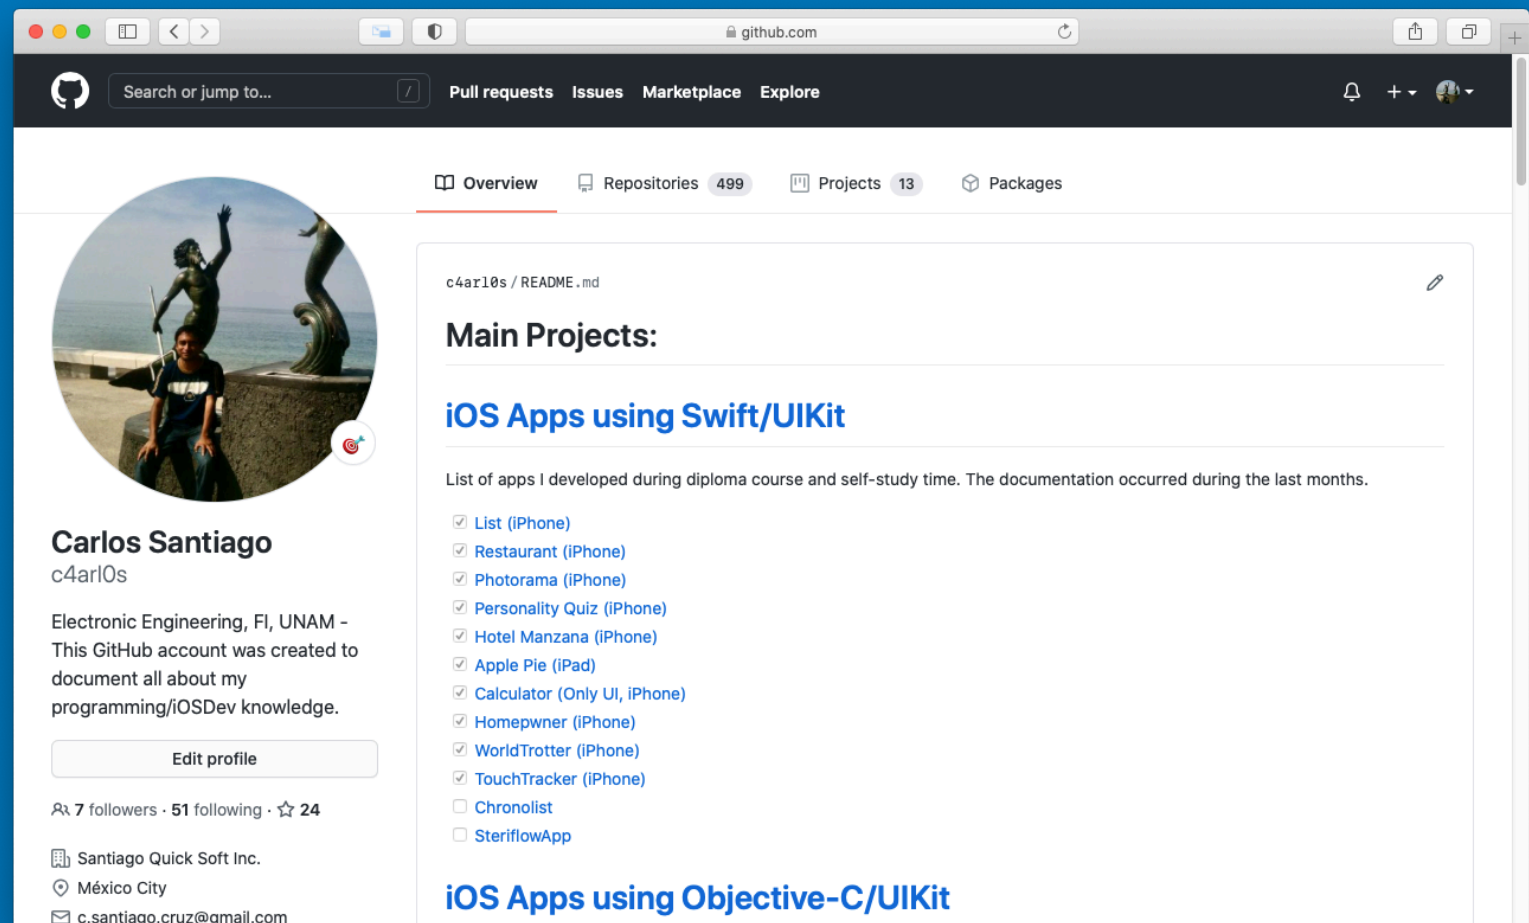 github.com
Search or jump to... /
Pull requests Issues Marketplace Explore
Overview Repositories 499 Projects 13 Packages
c4arl0s/README.md
Main Projects:
iOS Apps using Swift/UIKit
List of apps I developed during diploma course and self-study time. The documentation occurred during the last months.
List (iPhone)
Restaurant (iPhone)
Photorama (iPhone)
Personality Quiz (iPhone)
Hotel Manzana (iPhone)
Apple Pie (iPad)
Calculator (Only UI, iPhone)
Homepwner (iPhone)
WorldTrotter (iPhone)
TouchTracker (iPhone)
Chronolist
SteriflowApp
iOS Apps using Objective-C/UIKit
Carlos Santiago
c4arl0s
Electronic Engineering, FI, UNAM -
This GitHub account was created to
document all about my
programming/iOSDev knowledge.
Edit profile
7 followers · 51 following · 24
Santiago Quick Soft Inc.
México City
c.santiago.cruz@gmail.com